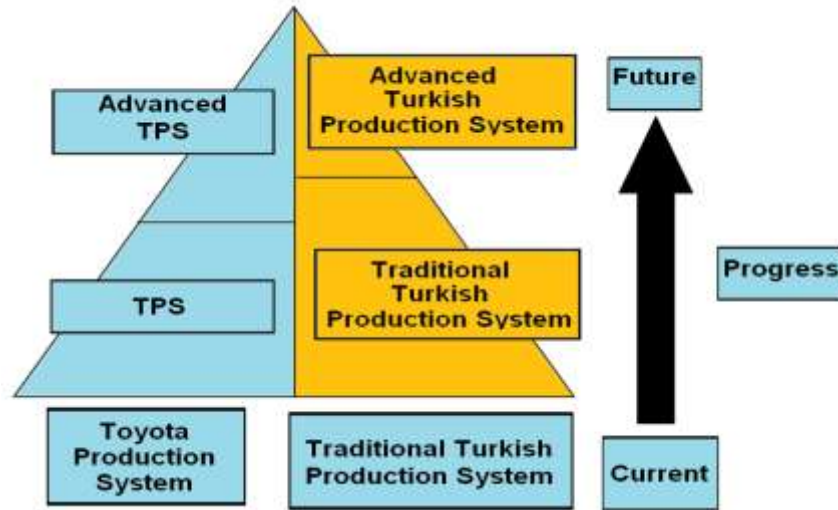 Advanced
TPS
Advanced
Turkish
Production System
Future
TPS
Traditional
Turkish
Production System
Progress
Toyota
Production
System
Traditional Turkish
Production System
Current